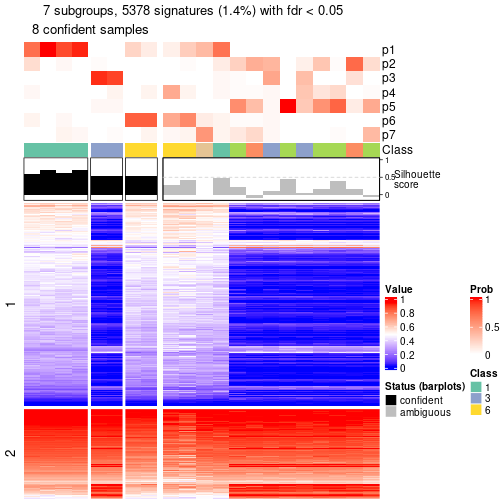 7 subgroups, 5378 signatures (1.4%) with fdr < 0.05
8 confident samples
p1
p2
p3
p4
p5
p6
p7
Class
1
0.5
0
Silhouette
score
1
2
Value
1
0.8
0.6
0.4
0.2
0
Prob
1
0.5
0
Status (barplots)
confident
ambiguous
Class
1
3
6